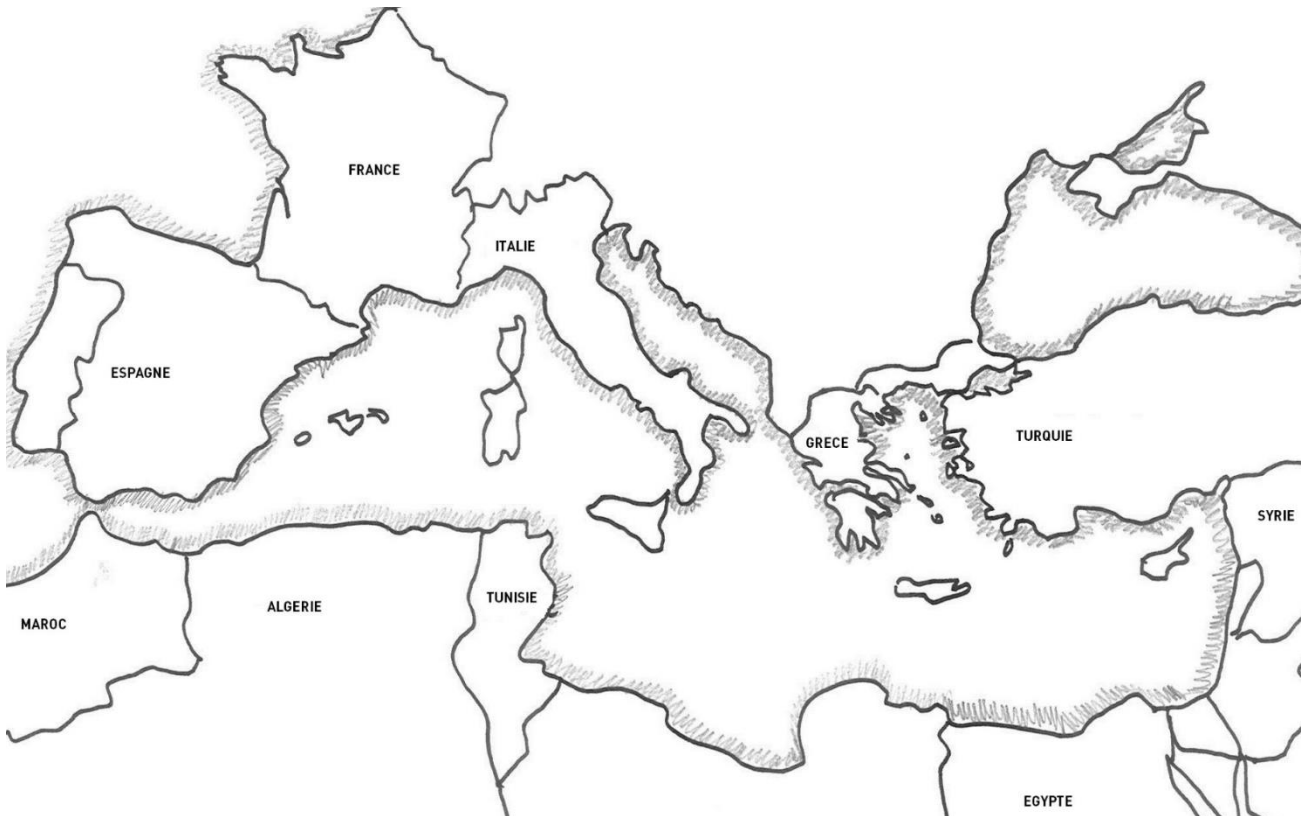 FRANCE
ITALIE
ESPAGNE
GRECE
TURQUIE
SYRIE
TUNISIE
ALGERIE
MAROC
EGYPTE